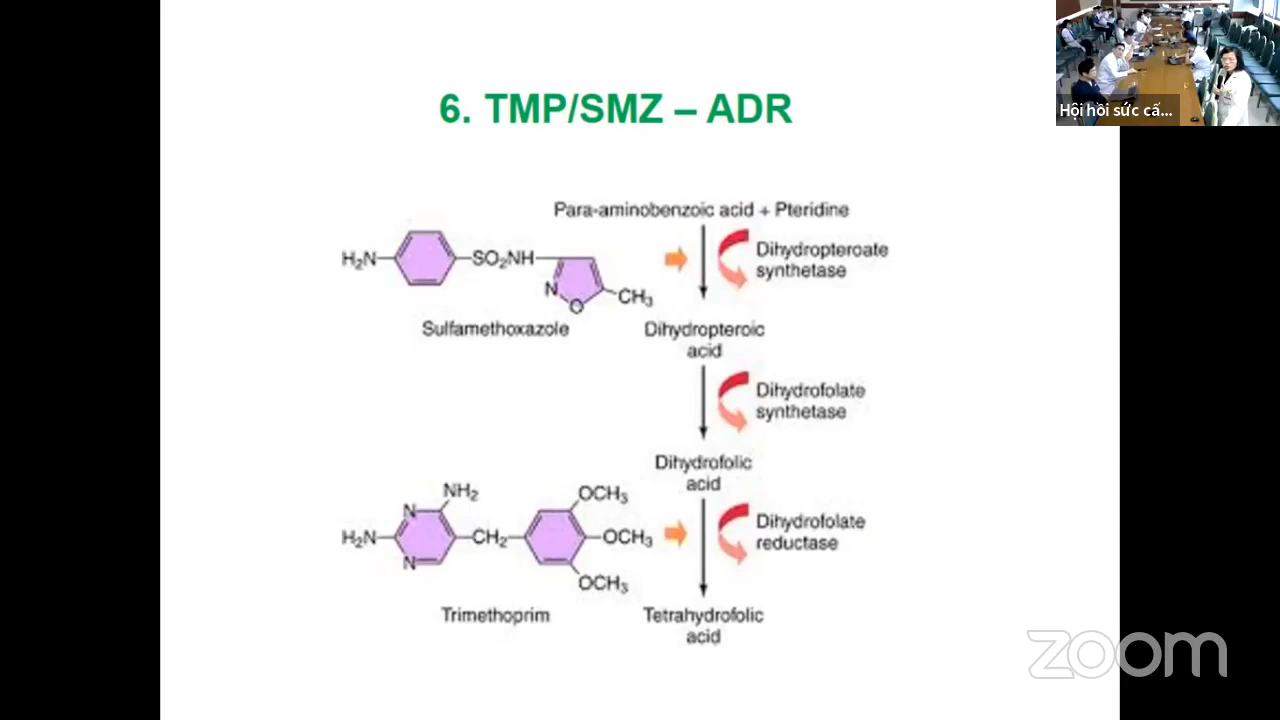 6. TMP/SMZ – ADR
Hội hồi sức cấ...
Para-aminobenzoic acid + Pteridine
H₂N
SO₂NH
N
O
CH₃
Sulfamethoxazole
Dihydropteroate
synthetase
Dihydropteroic
acid
Dihydrofolate
synthetase
Dihydrofolic
acid
NH₂
N
H₂N
N
CH₂
OCH₃
OCH₃
OCH₃
Trimethoprim
Dihydrofolate
reductase
Tetrahydrofolic
acid
zoom